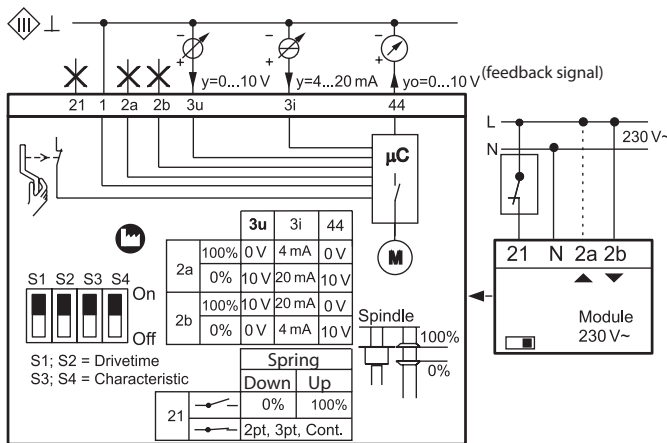 III
y=0...10 V y=4...20 mA yo=0...10 V (feedback signal)
21 1 2a 2b 3u 3i 44
µC
M
3u 3i 44
2a 100% 0 V 4 mA 0 V
0% 10 V 20 mA 10 V
2b 100% 10 V 20 mA 0 V
0% 0 V 4 mA 10 V
S1 S2 S3 S4
On
Off
S1; S2 = Drivetime
S3; S4 = Characteristic
Spindle
100%
0%
Spring
Down Up
21 0% 100%
2pt, 3pt, Cont.
L
N
230 V~
21 N 2a 2b
Module
230 V~